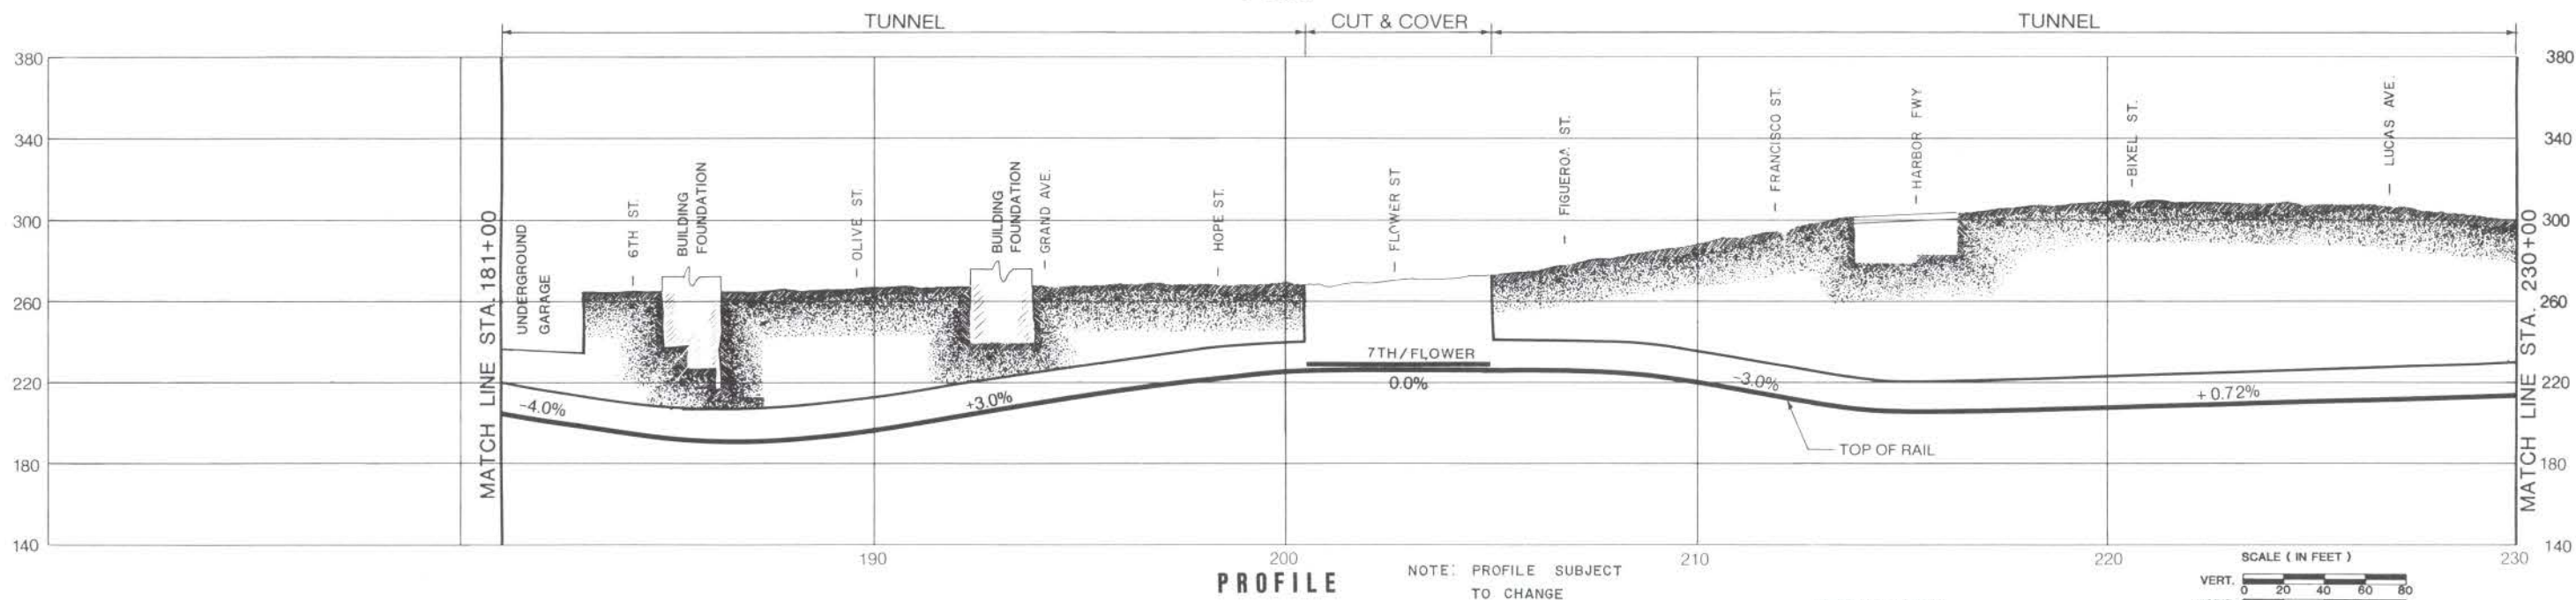 TUNNEL
CUT & COVER
TUNNEL
380
380
340
340
300
300
260
260
220
220
180
180
140
140
MATCH LINE STA. 181+00
UNDERGROUND
GARAGE
– 6TH ST.
BUILDING
FOUNDATION
– OLIVE ST.
BUILDING
FOUNDATION
– GRAND AVE.
– HOPE ST.
– FLOWER ST
– FIGUEROA ST.
– FRANCISCO ST.
– HARBOR FWY
– BIXEL ST.
– LUCAS AVE.
MATCH LINE STA. 230+00
7TH/FLOWER
-4.0%
+3.0%
0.0%
-3.0%
+0.72%
TOP OF RAIL
190
200
210
220
230
PROFILE
NOTE: PROFILE SUBJECT
TO CHANGE
SCALE ( IN FEET )
VERT.
0 20 40 60 80